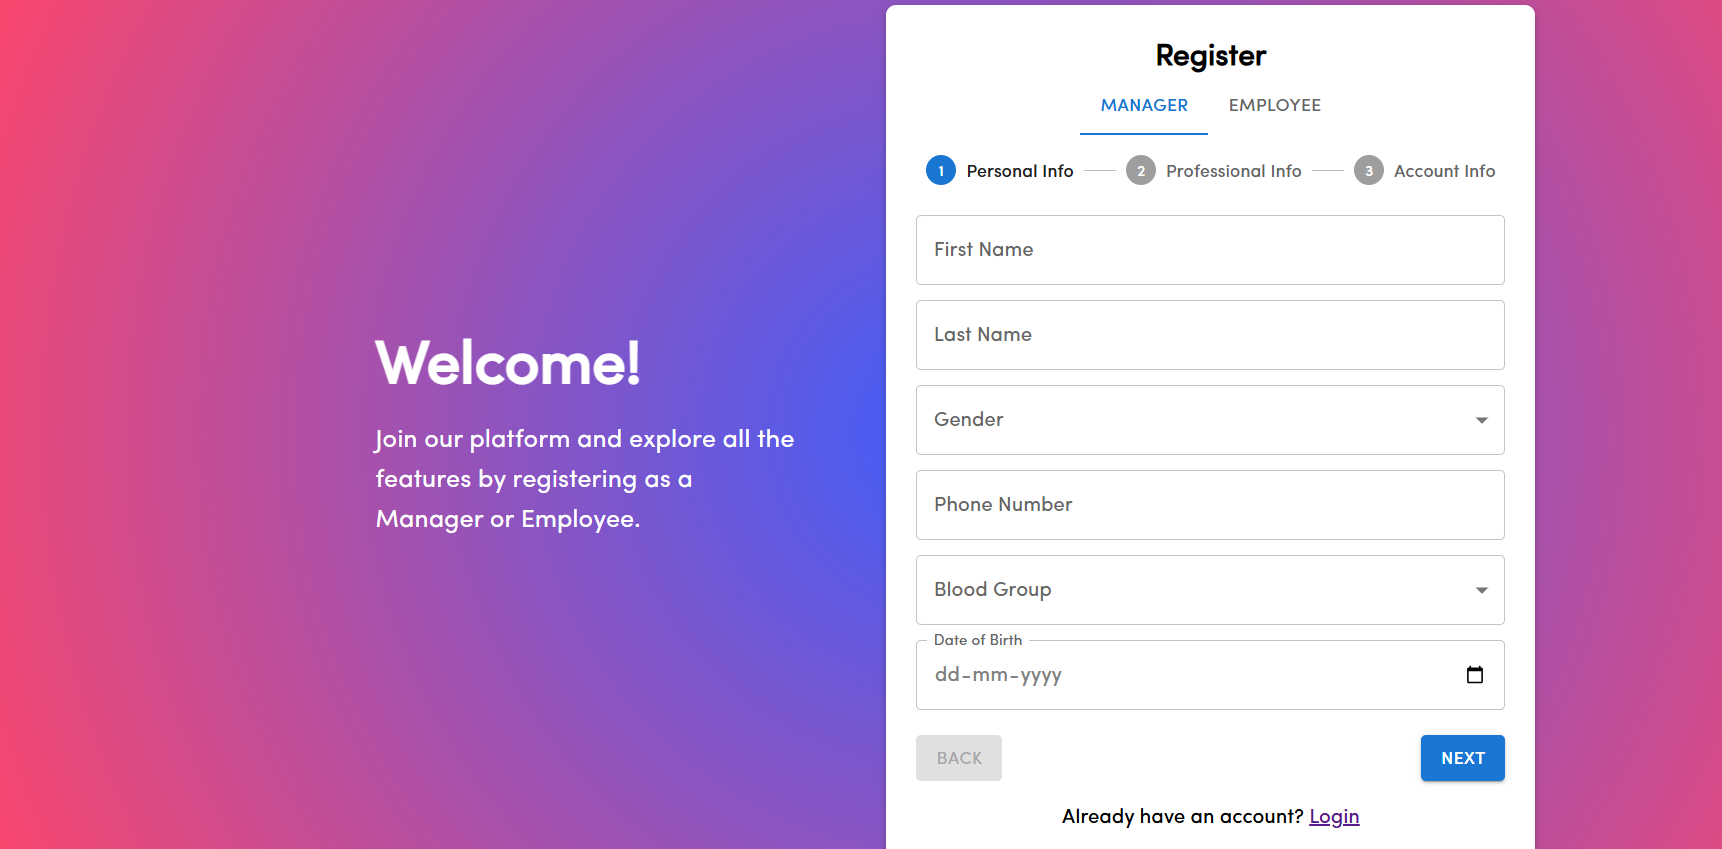 Welcome!
Join our platform and explore all the
features by registering as a
Manager or Employee.
Register
MANAGER EMPLOYEE
1 Personal Info 2 Professional Info 3 Account Info
First Name
Last Name
Gender
Phone Number
Blood Group
Date of Birth
dd-mm-yyyy
BACK NEXT
Already have an account? Login